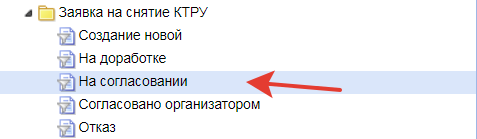 Заявка на снятие КТРУ
Создание новой
На доработке
На согласовании
Согласовано организатором
Отказ